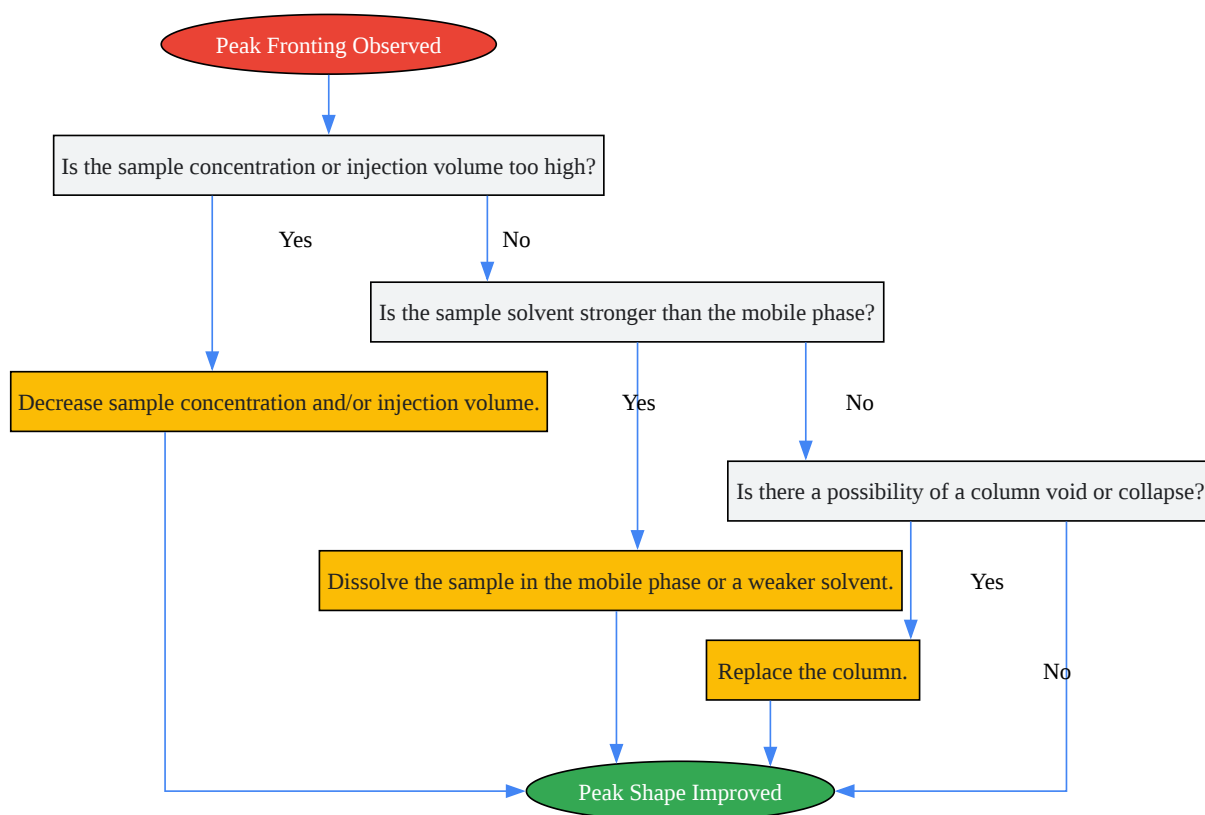 Peak Fronting Observed
Is the sample concentration or injection volume too high?
Yes
No
Is the sample solvent stronger than the mobile phase?
Decrease sample concentration and/or injection volume.
Yes
No
Is there a possibility of a column void or collapse?
Dissolve the sample in the mobile phase or a weaker solvent.
Yes
Replace the column.
No
Peak Shape Improved